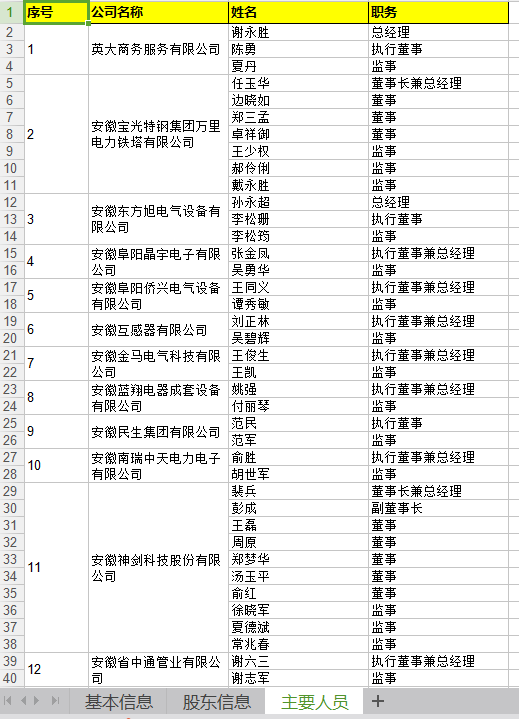 1 序号 公司名称 姓名 职务
2 谢永胜 总经理
3 1 英大商务服务有限公司 陈勇 执行董事
4 夏丹 监事
5 任玉华 董事长兼总经理
6 边晓如 董事
7 郑三孟 董事
8 2 安徽宝光特钢集团万里电力铁塔有限公司 卓祥御 董事
9 王少权 监事
10 郝伶俐 监事
11 戴永胜 监事
12 孙永超 总经理
13 3 安徽东方旭电气设备有限公司 李松珊 执行董事
14 李松筠 监事
15 4 安徽阜阳晶宇电子有限公司 张金凤 执行董事兼总经理
16 吴勇华 监事
17 5 安徽阜阳侨兴电气设备有限公司 王同义 执行董事兼总经理
18 谭秀敏 监事
19 6 安徽互感器有限公司 刘正林 执行董事兼总经理
20 吴碧辉 监事
21 7 安徽金马电气科技有限公司 王俊生 执行董事兼总经理
22 王凯 监事
23 8 安徽蓝翔电器成套设备有限公司 姚强 执行董事兼总经理
24 付丽琴 监事
25 9 安徽民生集团有限公司 范民 执行董事
26 范军 监事
27 10 安徽南瑞中天电力电子有限公司 俞胜 执行董事兼总经理
28 胡世军 监事
29 裴兵 董事长兼总经理
30 彭成 副董事长
31 王磊 董事
32 周原 董事
33 11 安徽神剑科技股份有限公司 郑梦华 董事
34 汤玉平 董事
35 俞红 董事
36 徐晓军 监事
37 夏德斌 监事
38 常兆春 监事
39 12 安徽省中通管业有限公司 谢六三 执行董事兼总经理
40 谢志军 监事
基本信息 股东信息 主要人员 +